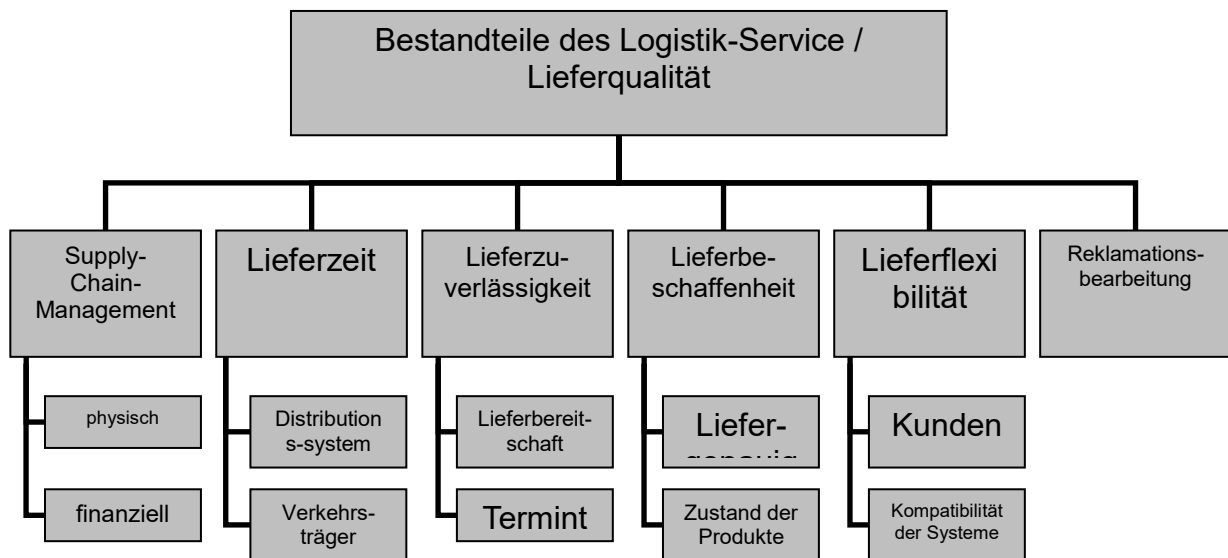 Bestandteile des Logistik-Service /
Lieferqualität
Supply-
Chain-
Management
Lieferzeit
Lieferzu-
verlässigkeit
Lieferbe-
schaffenheit
Lieferflexi
bilität
Reklamations-
bearbeitung
physisch
Distribution
s-system
Lieferbereit-
schaft
Liefer-
genauig
Kunden
finanziell
Verkehrs-
träger
Termint
Zustand der
Produkte
Kompatibilität
der Systeme